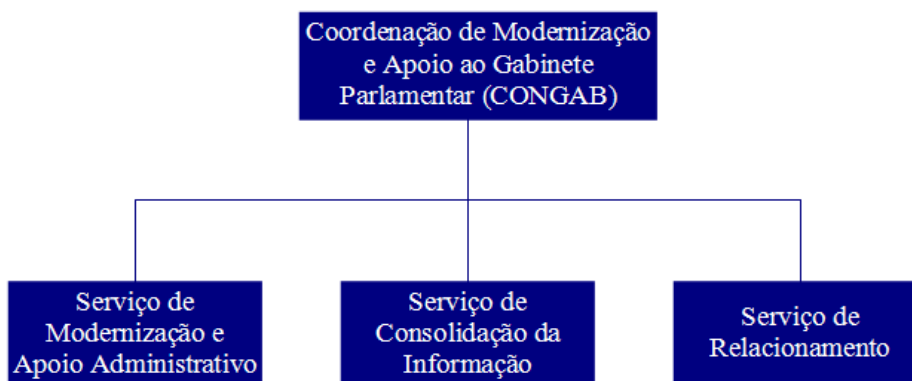 Coordenação de Modernização
e Apoio ao Gabinete
Parlamentar (CONGAB)
Serviço de
Modernização e
Apoio Administrativo
Serviço de
Consolidação da
Informação
Serviço de
Relacionamento